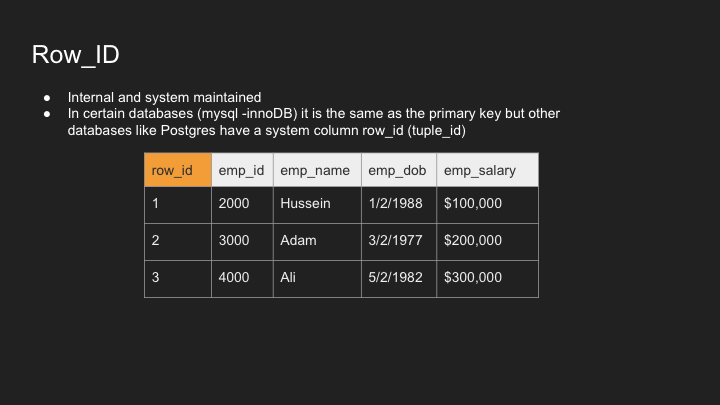 Row_ID
● Internal and system maintained
● In certain databases (mysql -innoDB) it is the same as the primary key but other
databases like Postgres have a system column row_id (tuple_id)
row_id emp_id emp_name emp_dob emp_salary
1 2000 Hussein 1/2/1988 $100,000
2 3000 Adam 3/2/1977 $200,000
3 4000 Ali 5/2/1982 $300,000